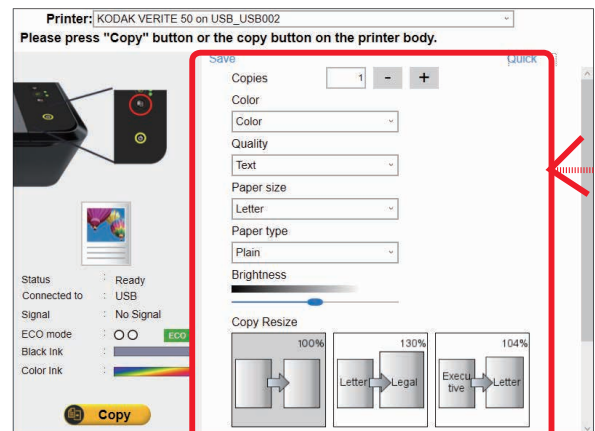 Printer: KODAK VERITE 50 on USB_USB002
Please press "Copy" button or the copy button on the printer body.
Save Quick
Copies 1 - +
Color
Color
Quality
Text
Paper size
Letter
Paper type
Plain
Brightness
Copy Resize
100%
130%
Letter Legal
104%
Execu
tive Letter
Status : Ready
Connected to : USB
Signal : No Signal
ECO mode : ECO
Black Ink :
Color Ink :
Copy